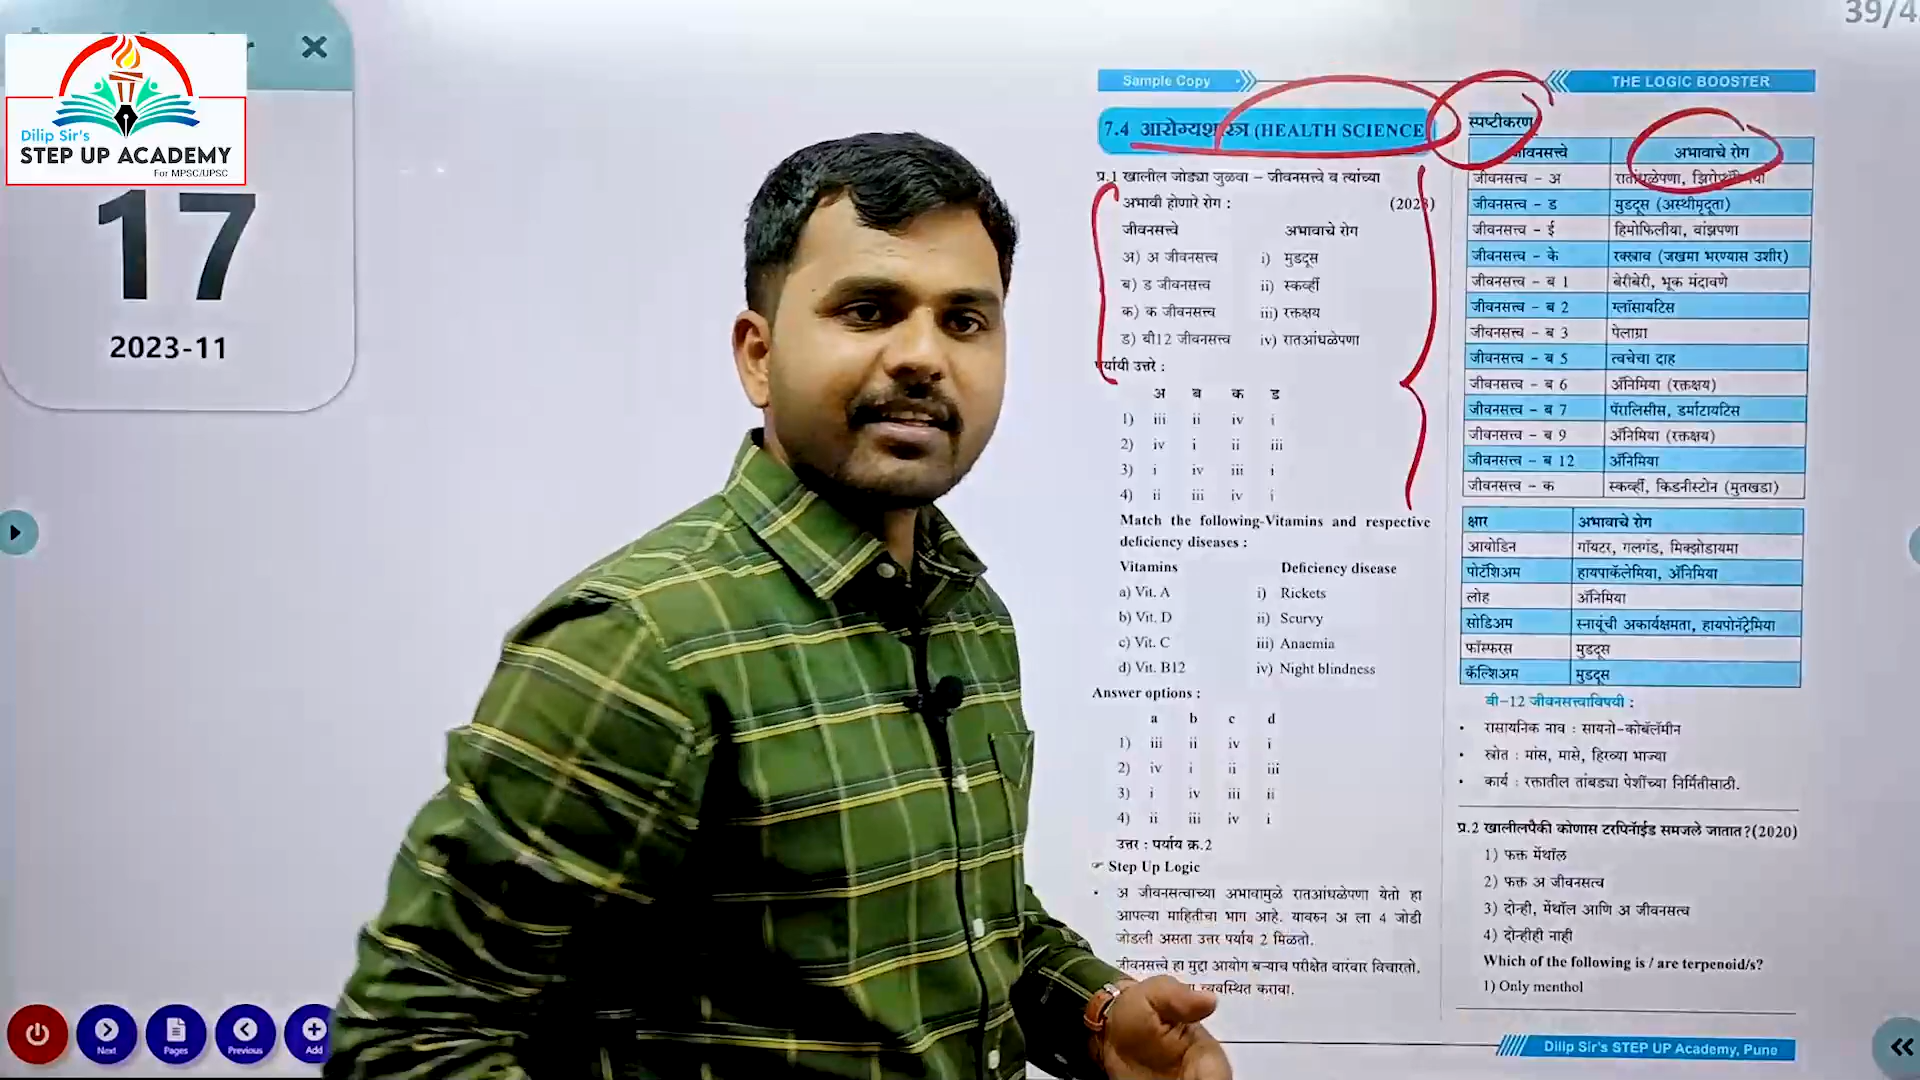 39/4
Dilip Sir's
STEP UP ACADEMY
For MPSC/UPSC
17
2023-11
Next
Pages
Previous
Add
Sample Copy
THE LOGIC BOOSTER
7.4 आरोग्यशास्त्र (HEALTH SCIENCE
प्र.1 खालील जोड्या जुळवा – जीवनसत्त्वे व त्यांच्या
अभावी होणारे रोग :
जीवनसत्त्वे अभावाचे रोग
अ) अ जीवनसत्त्व i) मुडदूस
ब) ड जीवनसत्त्व ii) स्कर्व्ही
क) क जीवनसत्त्व iii) रक्तक्षय
ड) बी12 जीवनसत्त्व iv) रातआंधळेपणा
पर्यायी उत्तरे :
अ ब क ड
1) iii ii iv i
2) iv i ii iii
3) i iv iii i
4) ii iii iv i
Match the following-Vitamins and respective
deficiency diseases :
Vitamins Deficiency disease
a) Vit. A i) Rickets
b) Vit. D ii) Scurvy
c) Vit. C iii) Anaemia
d) Vit. B12 iv) Night blindness
Answer options :
a b c d
1) iii ii iv i
2) iv i ii iii
3) i iv iii ii
4) ii iii iv i
उत्तर : पर्याय क्र.2
☞ Step Up Logic
• अ जीवनसत्वाच्या अभावामुळे रातआंधळेपणा येतो हा
आपल्या माहितीचा भाग आहे. यावरुन अ ला 4 जोडी
जोडली असता उत्तर पर्याय 2 मिळतो.
जीवनसत्त्वे हा मुद्दा आयोग बऱ्याच परीक्षेत वारंवार विचारतो.
व्यवस्थित करावा.
स्पष्टीकरण
जीवनसत्त्वे अभावाचे रोग
जीवनसत्त्व – अ
जीवनसत्त्व – ड मुडदूस (अस्थीमृदूता)
जीवनसत्त्व – ई हिमोफिलीया, वांझपणा
जीवनसत्त्व – के रक्स्त्राव (जखमा भरण्यास उशीर)
जीवनसत्त्व – ब 1 बेरीबेरी, भूक मंदावणे
जीवनसत्त्व – ब 2 ग्लॉसायटिस
जीवनसत्त्व – ब 3 पेलाग्रा
जीवनसत्त्व – ब 5 त्वचेचा दाह
जीवनसत्त्व – ब 6 ॲनिमिया (रक्तक्षय)
जीवनसत्त्व – ब 7 पॅरालिसीस, डर्माटायटिस
जीवनसत्त्व – ब 9 ॲनिमिया (रक्तक्षय)
जीवनसत्त्व – ब 12 ॲनिमिया
जीवनसत्त्व – क स्कर्व्ही, किडनीस्टोन (मुतखडा)
क्षार अभावाचे रोग
आयोडिन गॉयटर, गलगंड, मिक्झोडायमा
पोटॅशिअम हायपाकॅलेमिया, ॲनिमिया
लोह ॲनिमिया
सोडिअम स्नायूंची अकार्यक्षमता, हायपोनॅट्रेमिया
फॉस्फरस मुडदूस
कॅल्शिअम मुडदूस
बी–12 जीवनसत्त्वाविषयी :
• रासायनिक नाव : सायनो–कोबॅलॅमीन
• स्त्रोत : मांस, मासे, हिरव्या भाज्या
• कार्य : रक्तातील तांबड्या पेशींच्या निर्मितीसाठी.
प्र.2 खालीलपैकी कोणास टरपिनॉईड समजले जातात?(2020)
1) फक्त मेंथॉल
2) फक्त अ जीवनसत्व
3) दोन्ही, मेंथॉल आणि अ जीवनसत्व
4) दोन्हीही नाही
Which of the following is / are terpenoid/s?
1) Only menthol
Dilip Sir's STEP UP Academy, Pune